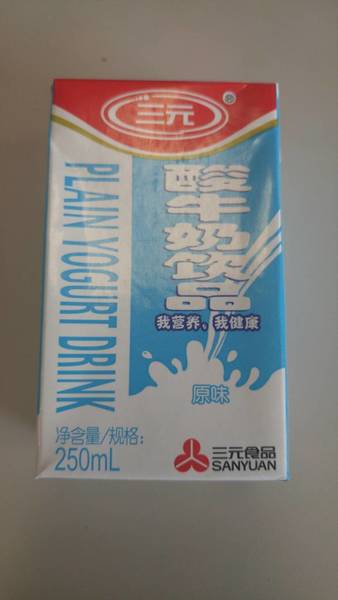 三元
®
PLAIN YOGURT DRINK
酸牛奶饮品
我营养，我健康
原味
净含量/规格：
250mL
三元食品
SANYUAN